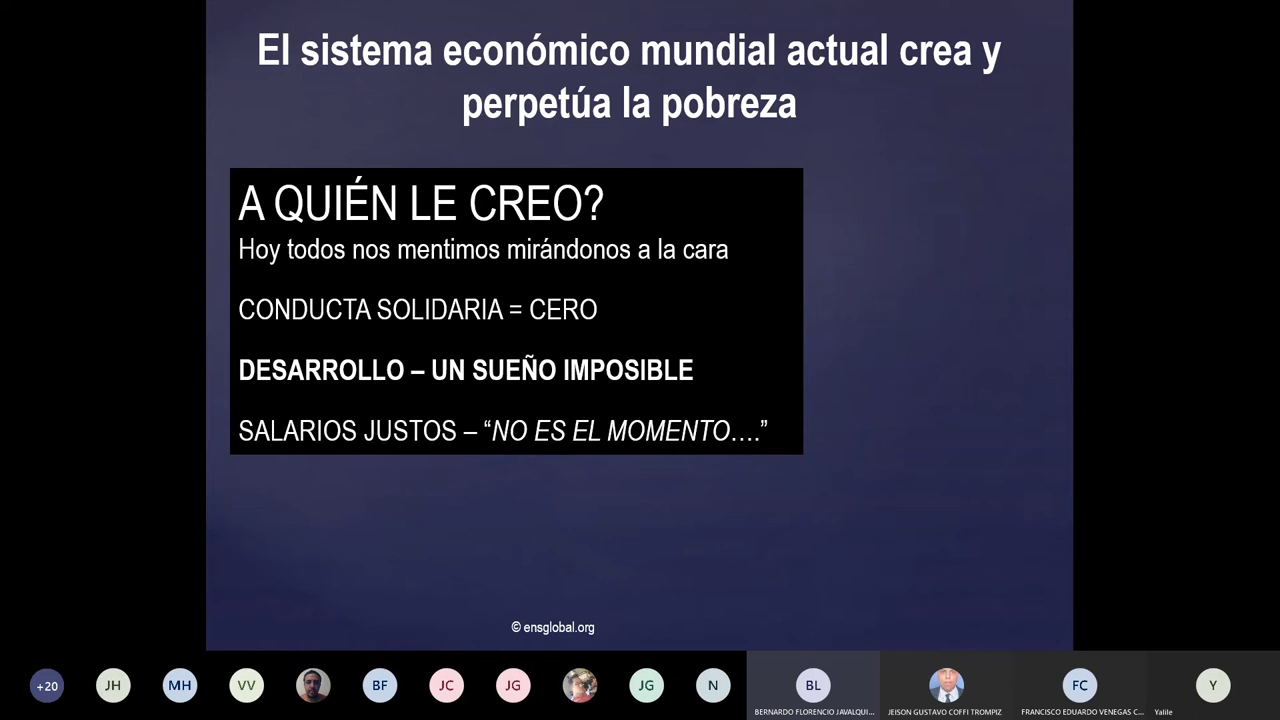 El sistema económico mundial actual crea y
perpetúa la pobreza
A QUIÉN LE CREO?
Hoy todos nos mentimos mirándonos a la cara
CONDUCTA SOLIDARIA = CERO
DESARROLLO – UN SUEÑO IMPOSIBLE
SALARIOS JUSTOS – “NO ES EL MOMENTO….”
© ensglobal.org
+20 JH MH VV BF JC JG JG N BL FC Y
BERNARDO FLORENCIO JAVALQUI... JEISON GUSTAVO COFFI TROMPIZ FRANCISCO EDUARDO VENEGAS C... Yalile